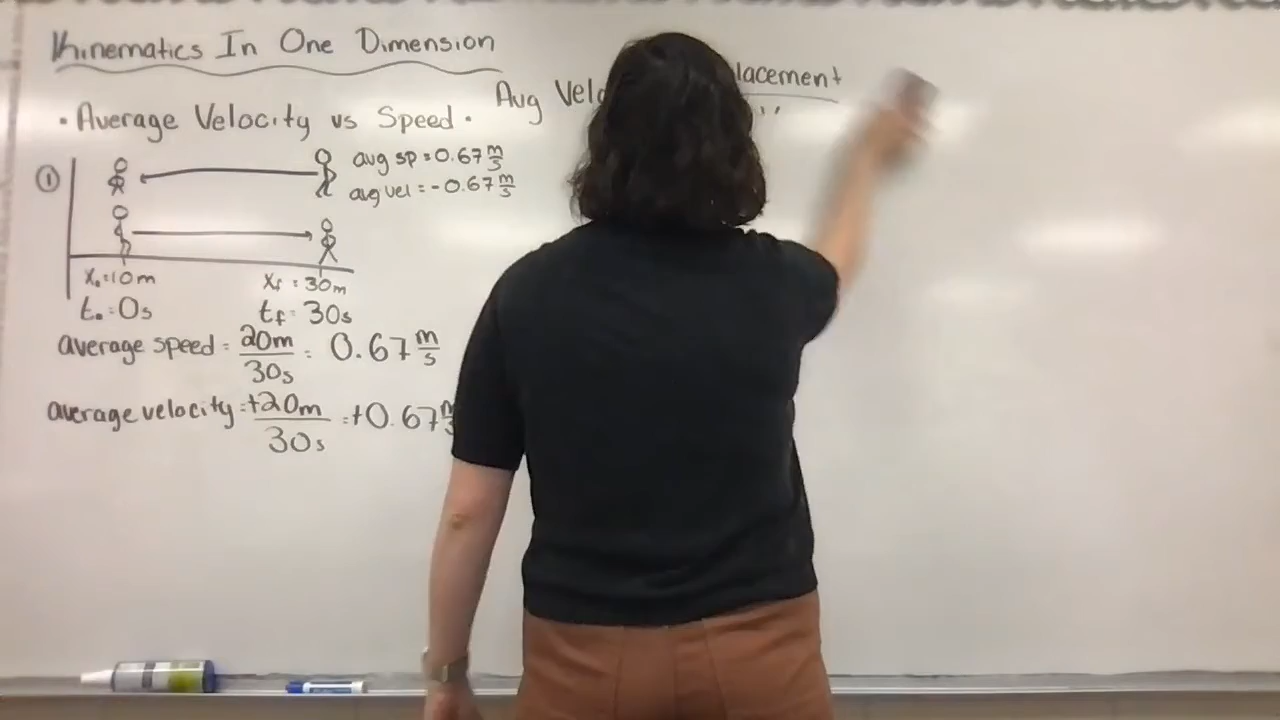 Kinematics In One Dimension
• Average Velocity vs Speed •
Avg Velo
lacement
①
avg sp = 0.67 m/s
avg vel = -0.67 m/s
x₀ = 10m
xf = 30m
t₀ = 0s
tf = 30s
average speed = 20m/30s = 0.67 m/s
average velocity = +20m/30s = +0.67 m/s